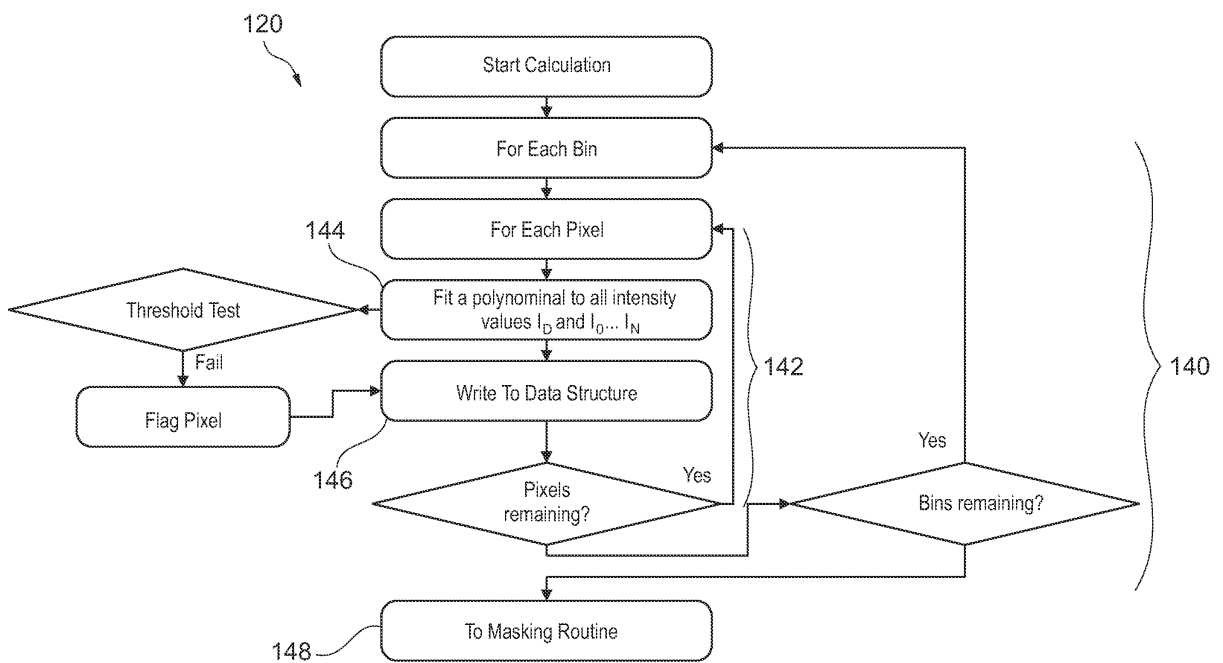 120
Start Calculation
For Each Bin
For Each Pixel
144
Threshold Test
Fit a polynominal to all intensity
values I_D and I_0... I_N
Fail
142
140
Write To Data Structure
Flag Pixel
146
Yes
Yes
Pixels
remaining?
Bins remaining?
To Masking Routine
148